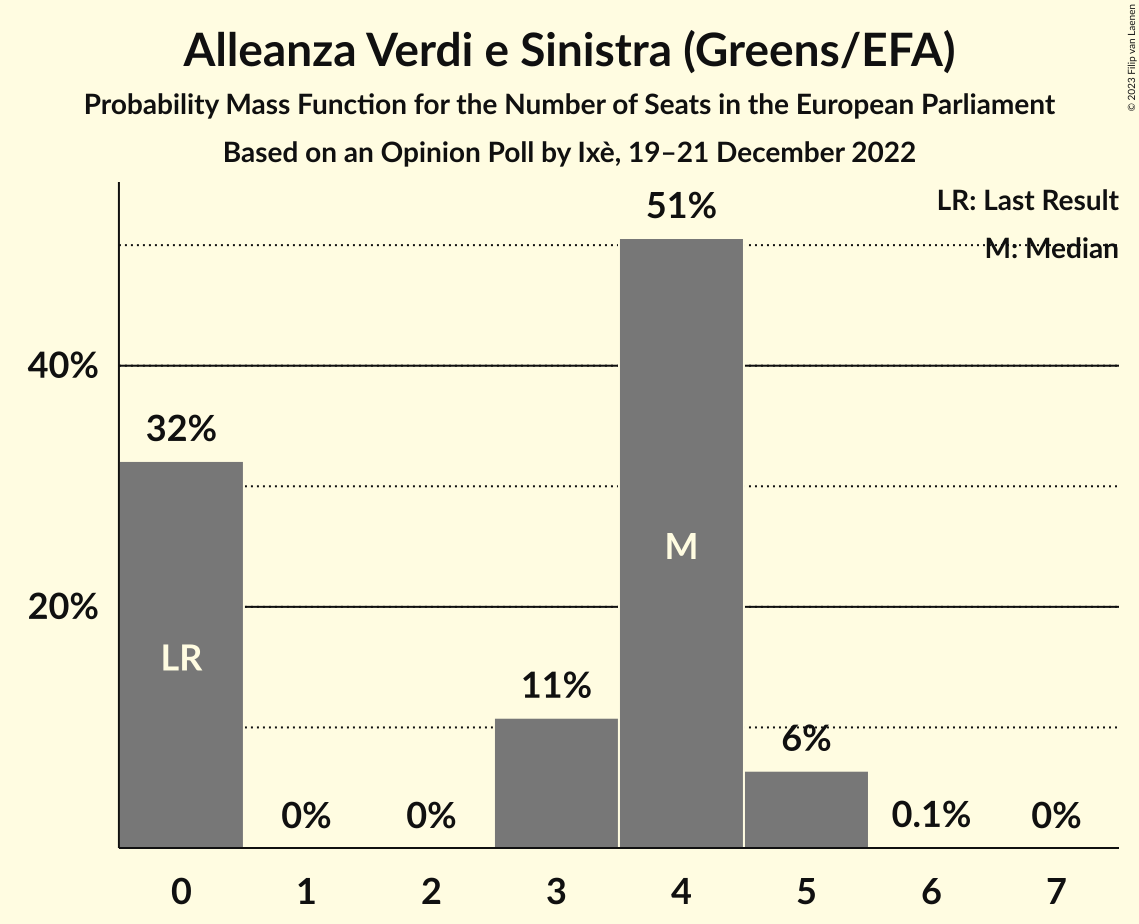 Alleanza Verdi e Sinistra (Greens/EFA)
Probability Mass Function for the Number of Seats in the European Parliament
Based on an Opinion Poll by Ixè, 19–21 December 2022
© 2023 Filip van Laenen
LR: Last Result
M: Median
51%
40%
32%
M
20%
LR
11%
6%
0%
0%
0.1%
0%
0 1 2 3 4 5 6 7